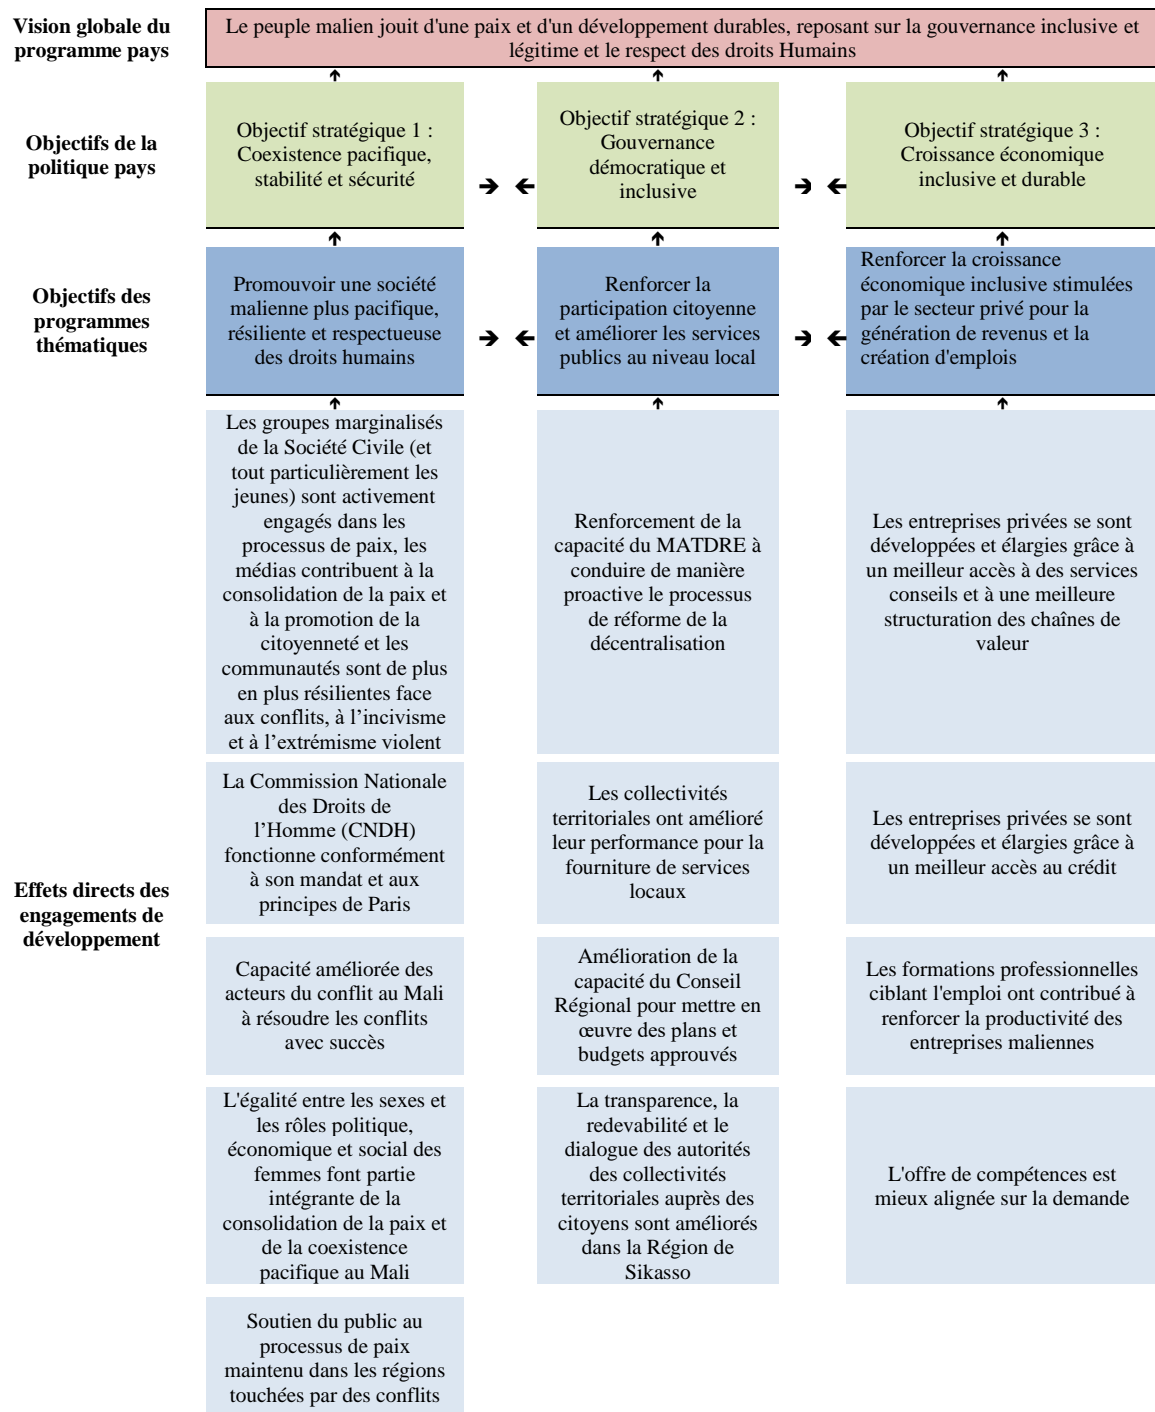 Vision globale du
programme pays
Le peuple malien jouit d'une paix et d'un développement durables, reposant sur la gouvernance inclusive et
légitime et le respect des droits Humains
Objectifs de la
politique pays
Objectif stratégique 1 :
Coexistence pacifique,
stabilité et sécurité
Objectif stratégique 2 :
Gouvernance
démocratique et
inclusive
Objectif stratégique 3 :
Croissance économique
inclusive et durable
Objectifs des
programmes
thématiques
Promouvoir une société
malienne plus pacifique,
résiliente et respectueuse
des droits humains
Renforcer la
participation citoyenne
et améliorer les services
publics au niveau local
Renforcer la croissance
économique inclusive stimulées
par le secteur privé pour la
génération de revenus et la
création d'emplois
Effets directs des
engagements de
développement
Les groupes marginalisés
de la Société Civile (et
tout particulièrement les
jeunes) sont activement
engagés dans les
processus de paix, les
médias contribuent à la
consolidation de la paix et
à la promotion de la
citoyenneté et les
communautés sont de plus
en plus résilientes face
aux conflits, à l’incivisme
et à l’extrémisme violent
Renforcement de la
capacité du MATDRE à
conduire de manière
proactive le processus
de réforme de la
décentralisation
Les entreprises privées se sont
développées et élargies grâce à
un meilleur accès à des services
conseils et à une meilleure
structuration des chaînes de
valeur
La Commission Nationale
des Droits de
l’Homme (CNDH)
fonctionne conformément
à son mandat et aux
principes de Paris
Les collectivités
territoriales ont amélioré
leur performance pour la
fourniture de services
locaux
Les entreprises privées se sont
développées et élargies grâce à
un meilleur accès au crédit
Capacité améliorée des
acteurs du conflit au Mali
à résoudre les conflits
avec succès
Amélioration de la
capacité du Conseil
Régional pour mettre en
œuvre des plans et
budgets approuvés
Les formations professionnelles
ciblant l'emploi ont contribué à
renforcer la productivité des
entreprises maliennes
L'égalité entre les sexes et
les rôles politique,
économique et social des
femmes font partie
intégrante de la
consolidation de la paix et
de la coexistence
pacifique au Mali
La transparence, la
redevabilité et le
dialogue des autorités
des collectivités
territoriales auprès des
citoyens sont améliorés
dans la Région de
Sikasso
L'offre de compétences est
mieux alignée sur la demande
Soutien du public au
processus de paix
maintenu dans les régions
touchées par des conflits